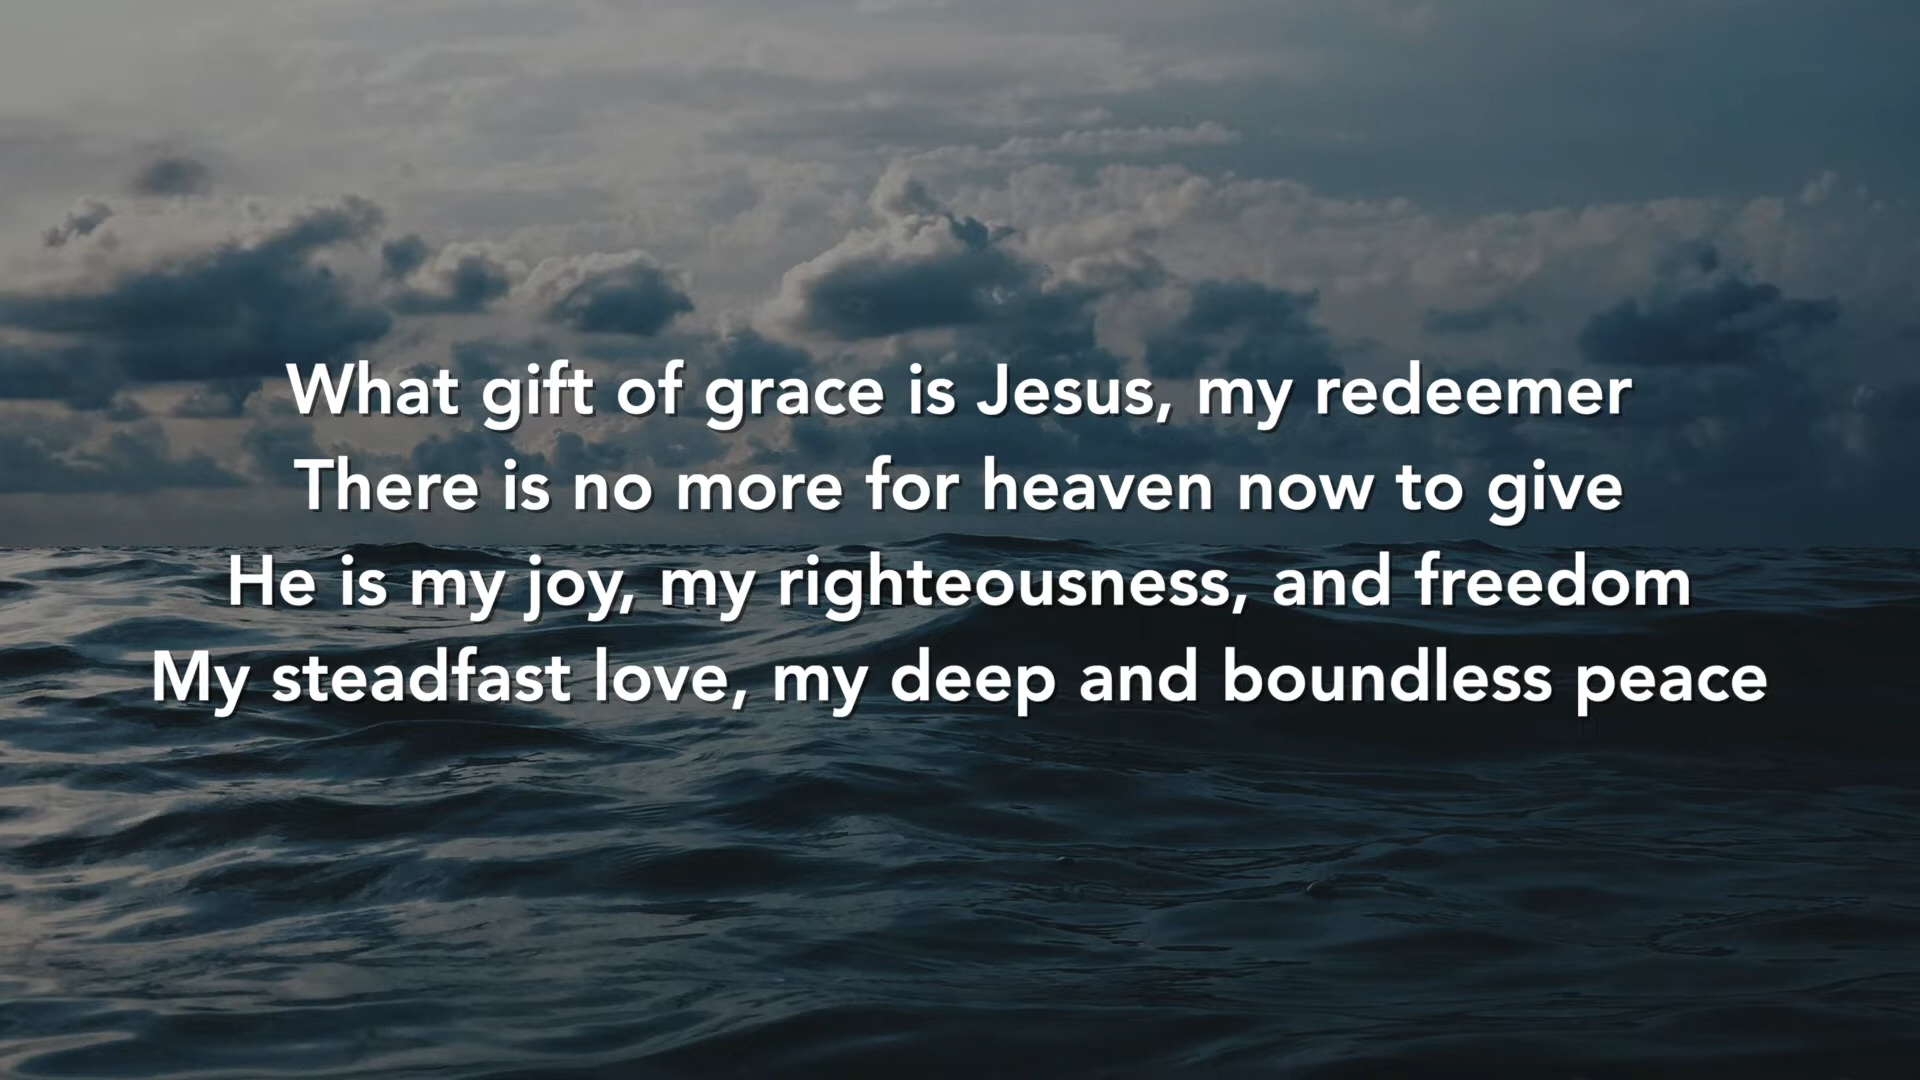 What gift of grace is Jesus, my redeemer
There is no more for heaven now to give
He is my joy, my righteousness, and freedom
My steadfast love, my deep and boundless peace